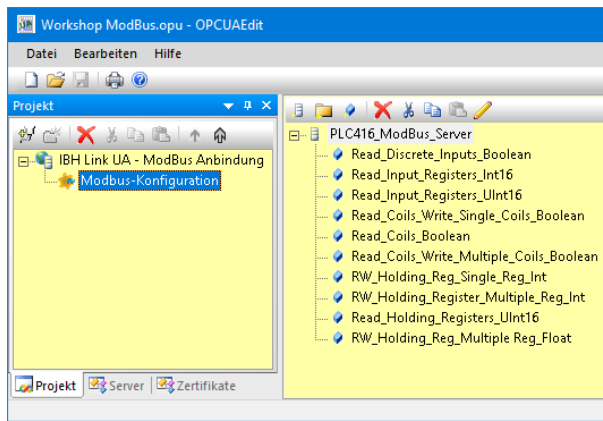 Workshop ModBus.opu - OPCUAEdit
Datei Bearbeiten Hilfe
Projekt
IBH Link UA - ModBus Anbindung
Modbus-Konfiguration
PLC416_ModBus_Server
Read_Discrete_Inputs_Boolean
Read_Input_Registers_Int16
Read_Input_Registers_UInt16
Read_Coils_Write_Single_Coils_Boolean
Read_Coils_Boolean
Read_Coils_Write_Multiple_Coils_Boolean
RW_Holding_Reg_Single_Reg_Int
RW_Holding_Register_Multiple_Reg_Int
Read_Holding_Registers_UInt16
RW_Holding_Reg_Multiple Reg_Float
Projekt Server Zertifikate